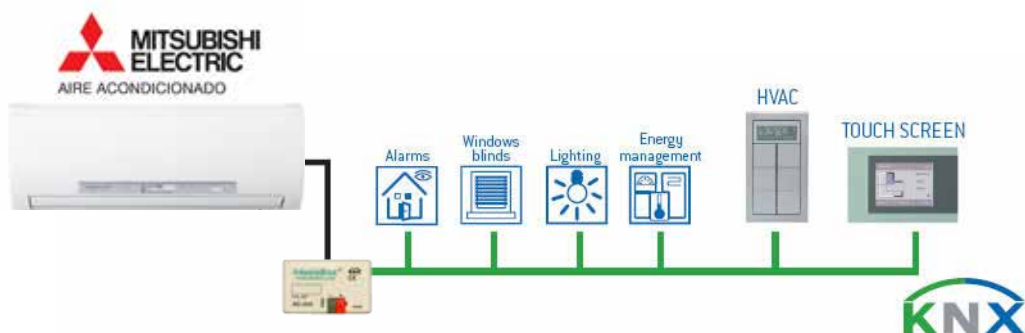 MITSUBISHI
ELECTRIC
AIRE ACONDICIONADO
Alarms
Windows
blinds
Lighting
Energy
management
HVAC
TOUCH SCREEN
KNX